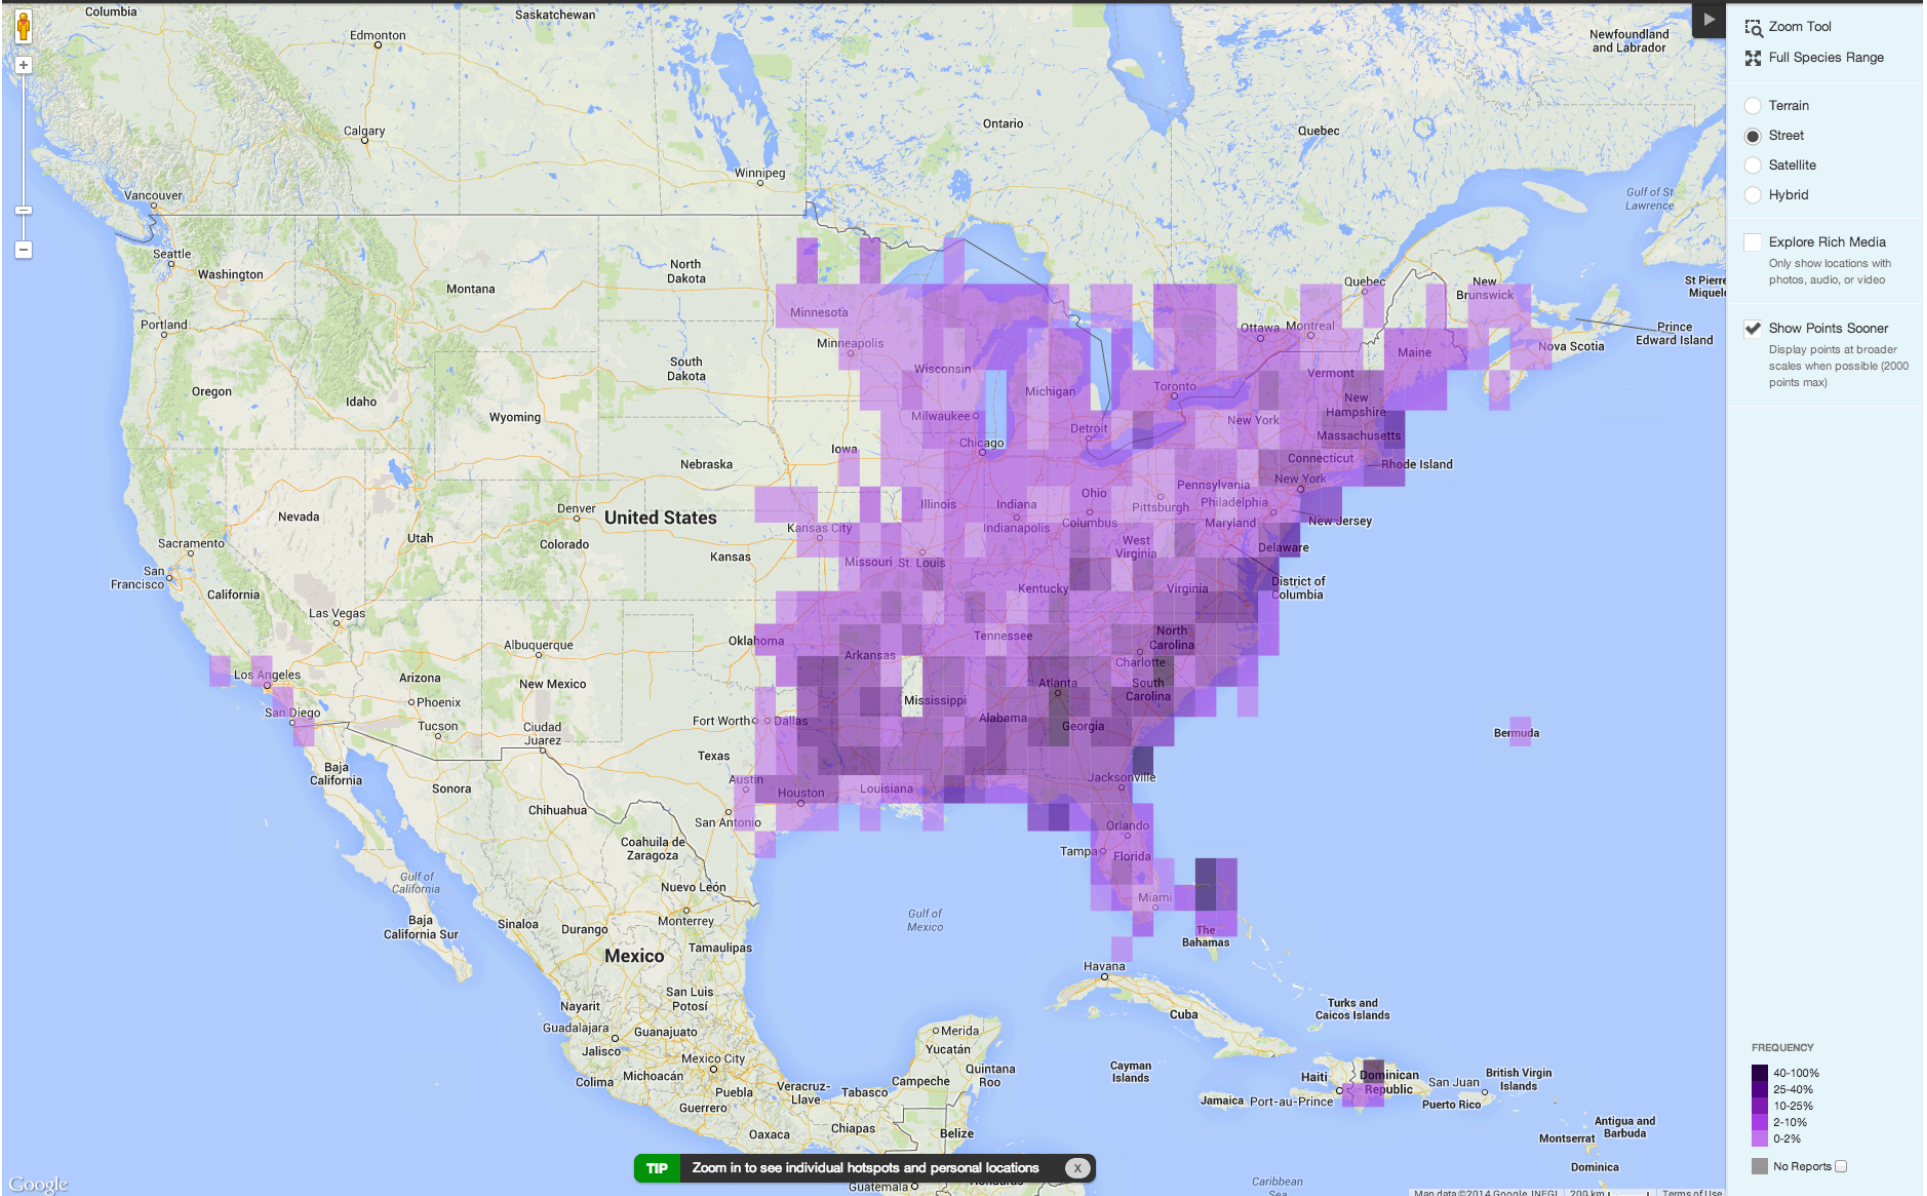 Columbia
Saskatchewan
Edmonton
Newfoundland
and Labrador
Calgary
Ontario
Quebec
Winnipeg
Vancouver
Gulf of St
Lawrence
Seattle
Washington
North
Dakota
Montana
Quebec
New
Brunswick
St Pierre
Miquel
Minnesota
Portland
Ottawa
Montreal
Prince
Edward Island
Minneapolis
Nova Scotia
Maine
South
Dakota
Wisconsin
Vermont
Oregon
Idaho
Michigan
Toronto
Wyoming
New
Hampshire
Milwaukee
New York
Detroit
Massachusetts
Chicago
Iowa
Connecticut
Nebraska
Rhode Island
New York
Pennsylvania
Ohio
Illinois
Indiana
Pittsburgh
Philadelphia
Denver
United States
Nevada
Kansas City
Indianapolis
Columbus
Maryland
New Jersey
Utah
Colorado
Sacramento
Kansas
West
Virginia
Delaware
Missouri
St. Louis
San
Francisco
California
Kentucky
Virginia
District of
Columbia
Las Vegas
Oklahoma
Tennessee
North
Carolina
Albuquerque
Arkansas
Charlotte
Los Angeles
Arizona
New Mexico
Atlanta
South
Carolina
Phoenix
Mississippi
San Diego
Tucson
Ciudad
Juarez
Fort Worth
Dallas
Alabama
Georgia
Bermuda
Texas
Baja
California
Sonora
Austin
Jacksonville
Houston
Louisiana
Chihuahua
San Antonio
Orlando
Coahuila de
Zaragoza
Tampa
Florida
Gulf of
California
Nuevo León
Miami
Baja
California Sur
Sinaloa
Durango
Monterrey
Gulf of
Mexico
The
Bahamas
Tamaulipas
Mexico
Havana
San Luis
Potosí
Nayarit
Turks and
Caicos Islands
Cuba
Guadalajara
Guanajuato
Merida
Jalisco
Yucatán
Mexico City
Colima
Michoacán
Puebla
Veracruz-
Llave
Tabasco
Campeche
Quintana
Roo
Cayman
Islands
Haiti
Dominican
Republic
San Juan
British Virgin
Islands
Guerrero
Jamaica
Port-au-Prince
Puerto Rico
Oaxaca
Chiapas
Belize
Antigua and
Barbuda
Montserrat
Dominica
Guatemala
Honduras
Caribbean
Sea
TIP Zoom in to see individual hotspots and personal locations X
Google
Map data ©2014 Google, INEGI
200 km
Terms of Use
Zoom Tool
Full Species Range
Terrain
Street
Satellite
Hybrid
Explore Rich Media
Only show locations with
photos, audio, or video
Show Points Sooner
Display points at broader
scales when possible (2000
points max)
FREQUENCY
40-100%
25-40%
10-25%
2-10%
0-2%
No Reports